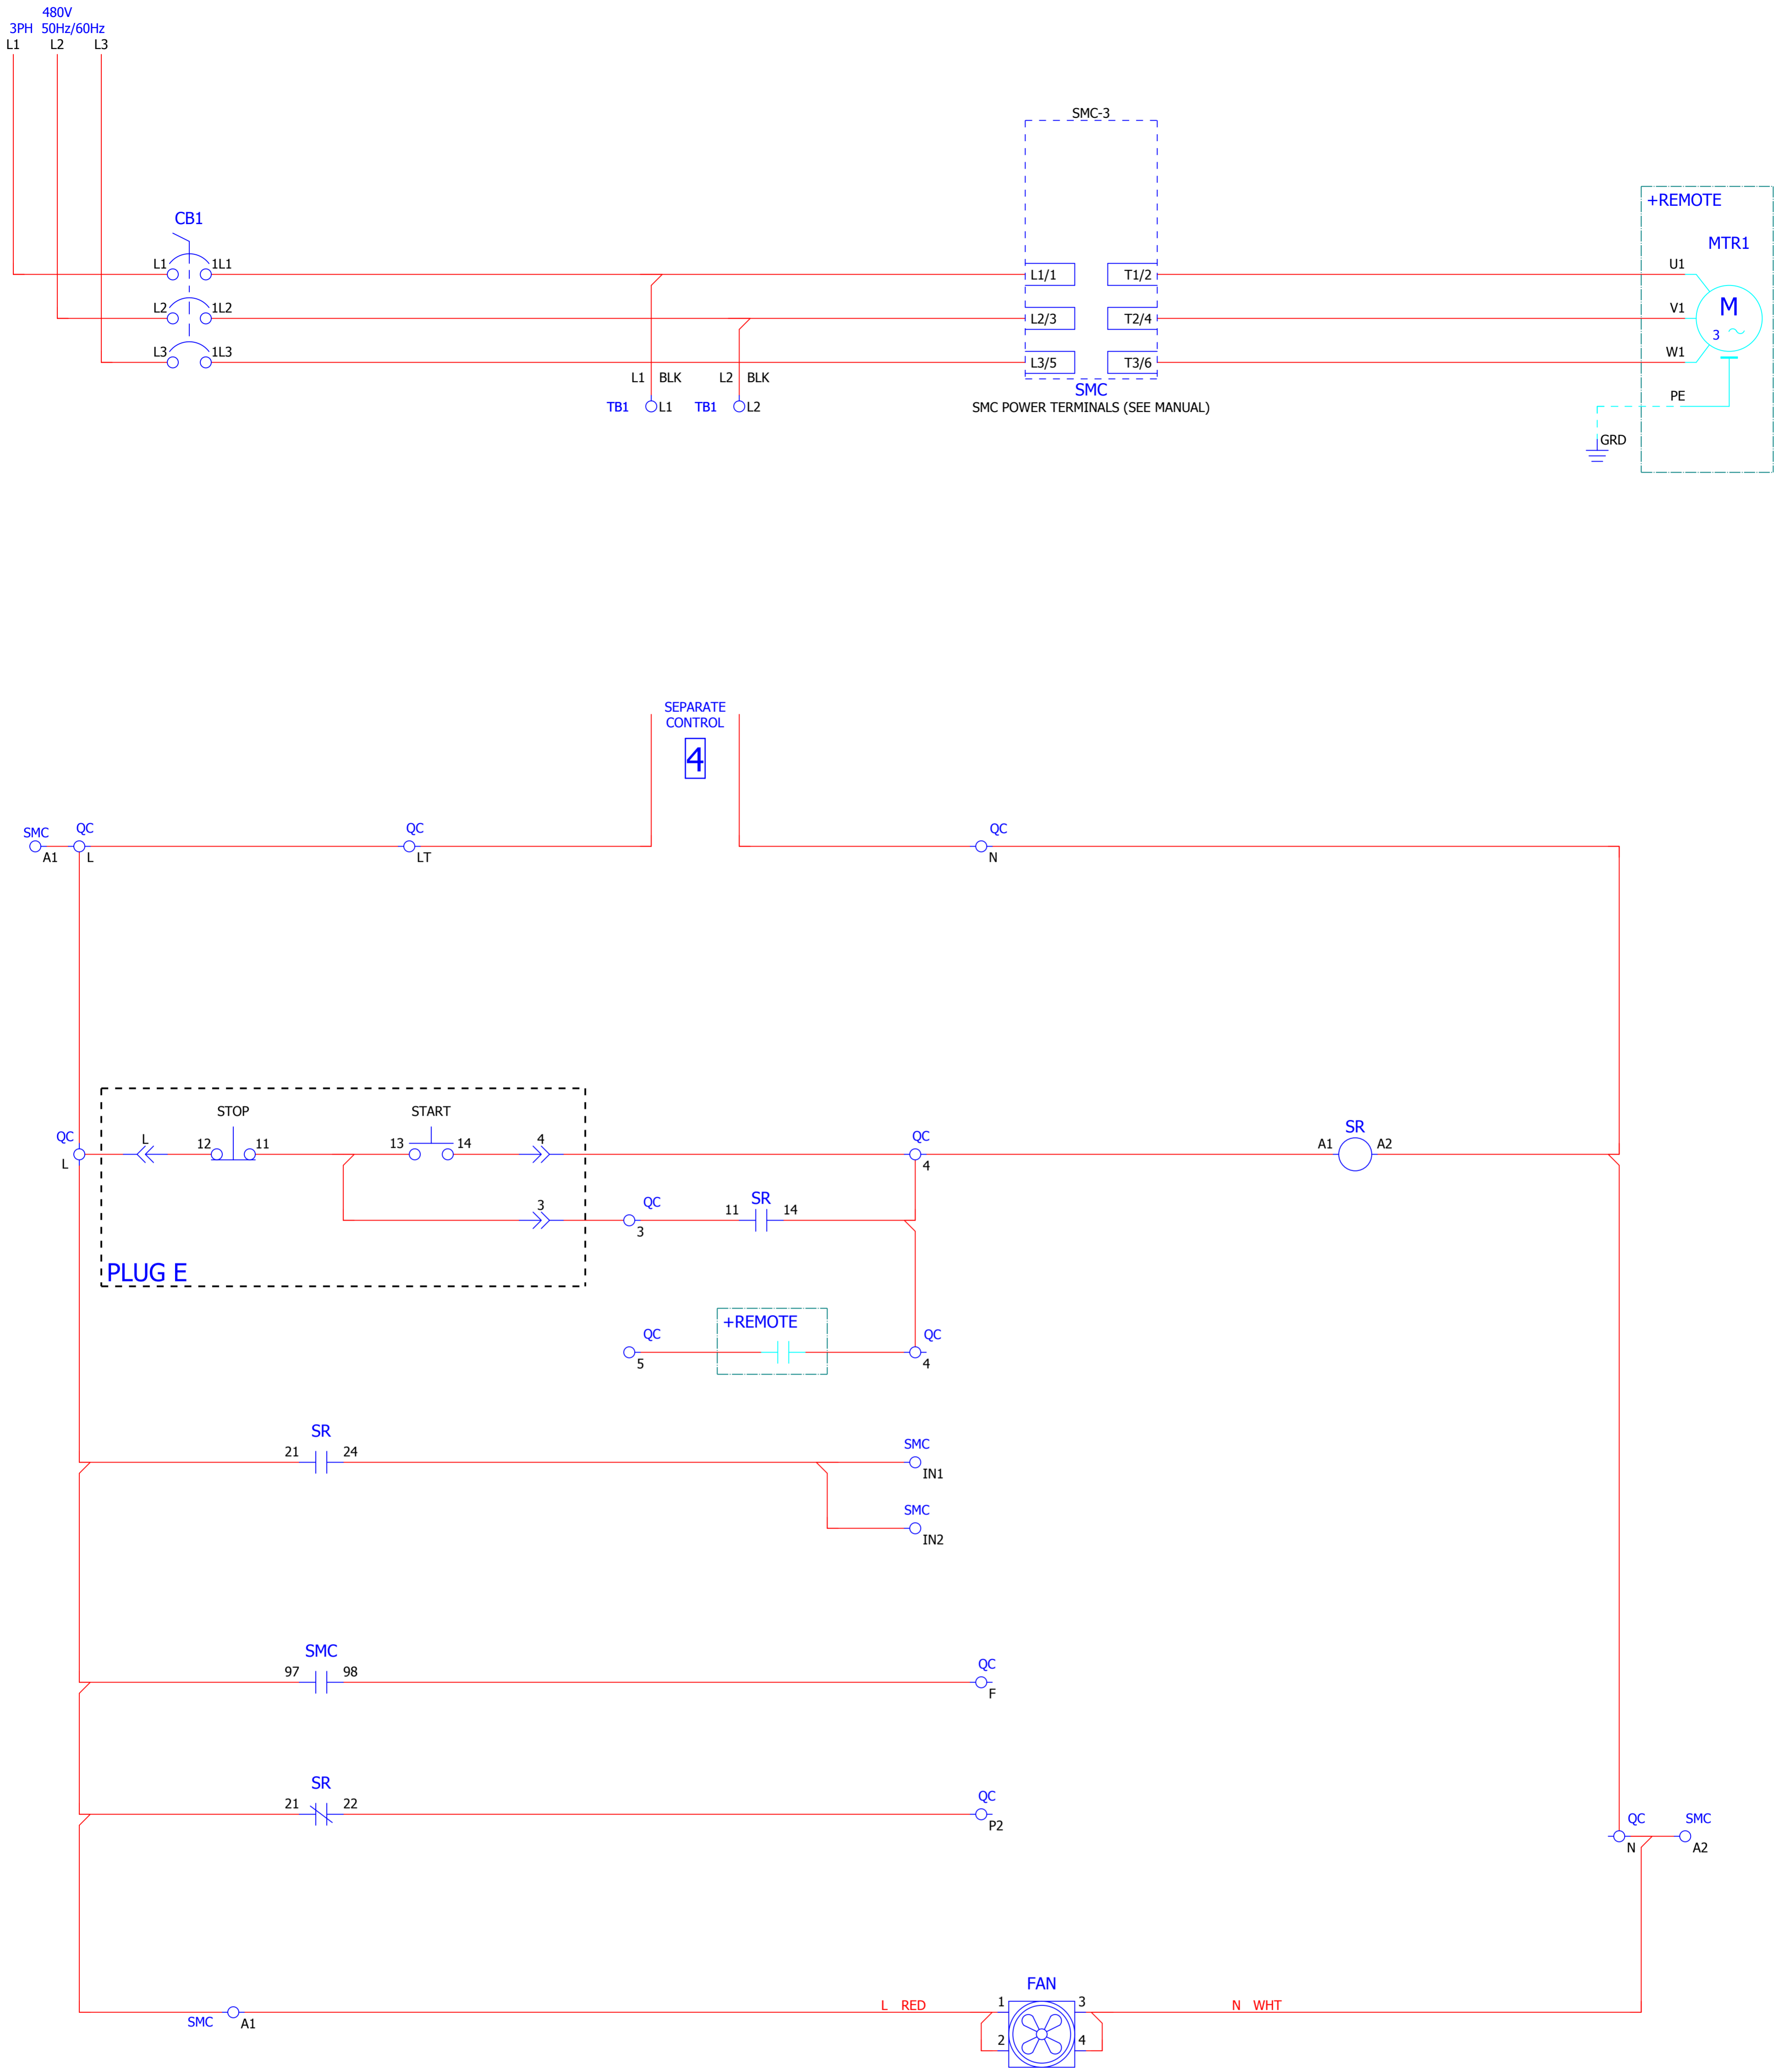 480V
3PH 50Hz/60Hz
L1 L2 L3
SMC-3
CB1
+REMOTE
MTR1
L1 1L1 L1/1 T1/2 U1
L2 1L2 L2/3 T2/4 V1
M
3
L3 1L3 L3/5 T3/6 W1
L1 BLK L2 BLK
SMC
TB1 L1 TB1 L2
SMC POWER TERMINALS (SEE MANUAL)
PE
GRD
SEPARATE
CONTROL
4
SMC QC QC QC
A1 L LT N
STOP START
QC L 12 11 13 14 4 QC SR
L 4 A1 A2
3 QC 11 SR 14
3
PLUG E
+REMOTE
QC QC
5 4
SR
21 24 SMC
IN1
SMC
IN2
SMC
97 98 QC
F
SR
21 22 QC
P2
QC SMC
N A2
FAN
L RED 1 3 N WHT
SMC A1
2 4